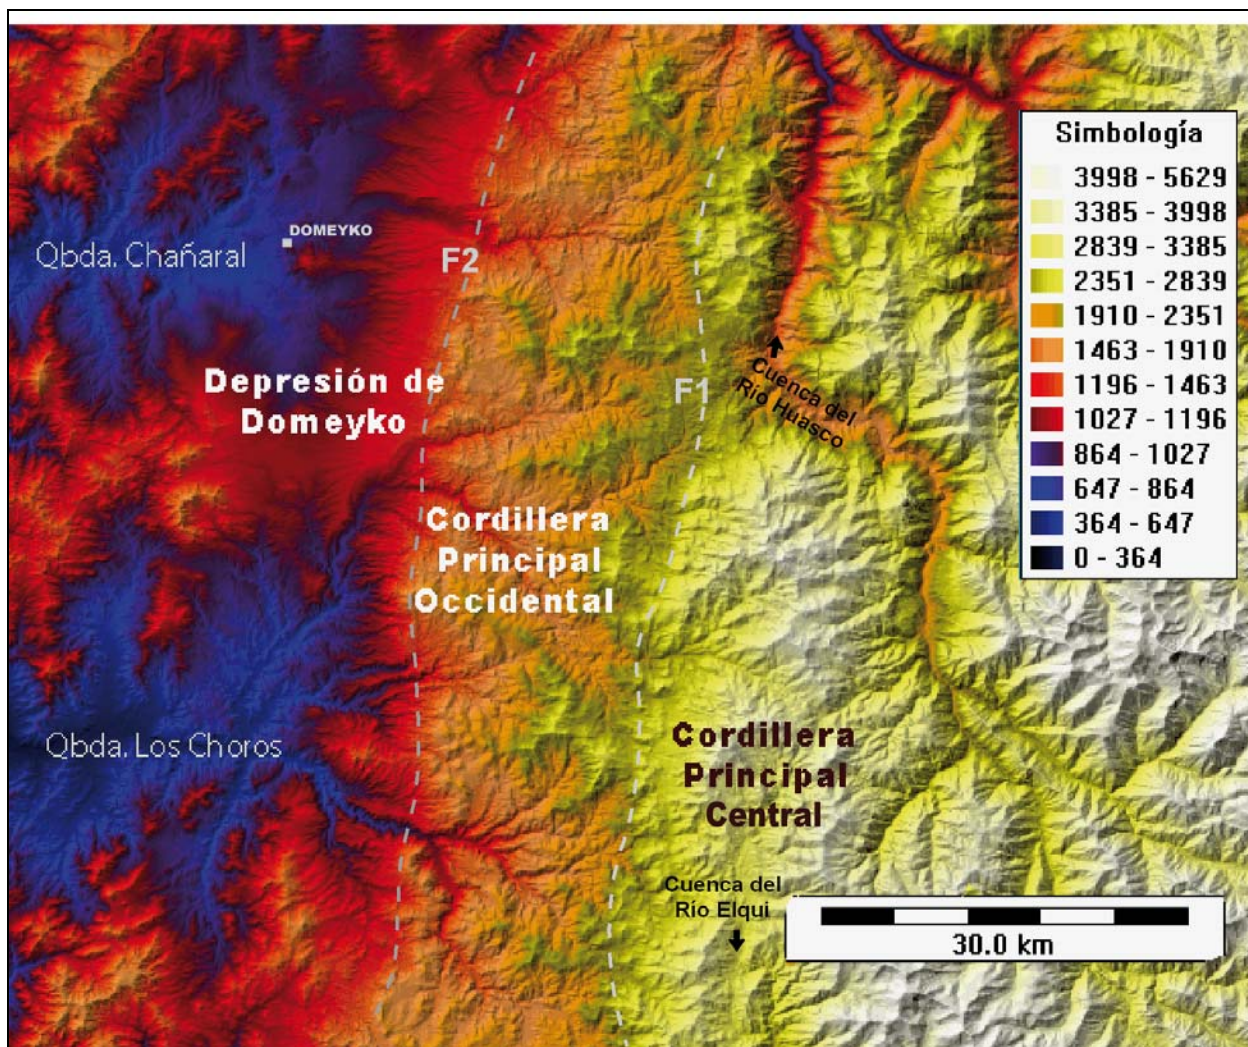 Simbología
3998 - 5629
3385 - 3998
2839 - 3385
2351 - 2839
1910 - 2351
1463 - 1910
1196 - 1463
1027 - 1196
864 - 1027
647 - 864
364 - 647
0 - 364
DOMEYKO
Qbda. Chañaral
F2
Depresión de
Domeyko
F1
Cuenca del
Río Huasco
Cordillera
Principal
Occidental
Qbda. Los Choros
Cordillera
Principal
Central
Cuenca del
Río Elqui
30.0 km